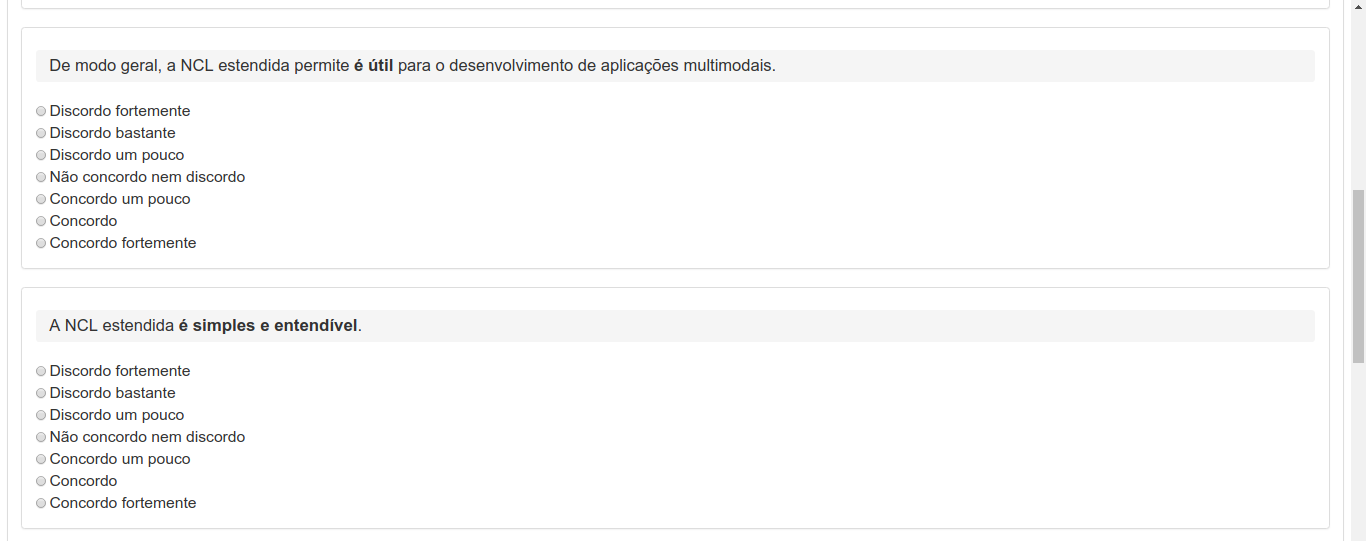 De modo geral, a NCL estendida permite é útil para o desenvolvimento de aplicações multimodais.
Discordo fortemente
Discordo bastante
Discordo um pouco
Não concordo nem discordo
Concordo um pouco
Concordo
Concordo fortemente
A NCL estendida é simples e entendível.
Discordo fortemente
Discordo bastante
Discordo um pouco
Não concordo nem discordo
Concordo um pouco
Concordo
Concordo fortemente